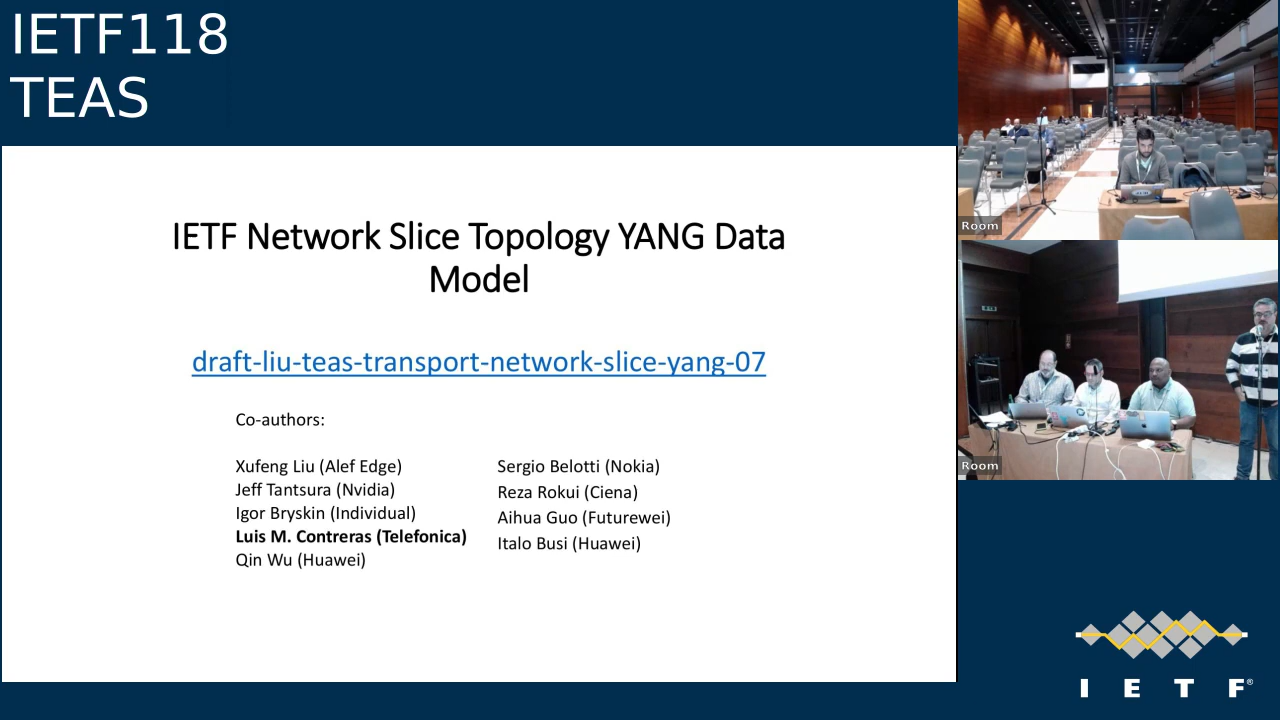 IETF118
TEAS
IETF Network Slice Topology YANG Data
Model
draft-liu-teas-transport-network-slice-yang-07
Co-authors:
Xufeng Liu (Alef Edge)
Jeff Tantsura (Nvidia)
Igor Bryskin (Individual)
Luis M. Contreras (Telefonica)
Qin Wu (Huawei)
Sergio Belotti (Nokia)
Reza Rokui (Ciena)
Aihua Guo (Futurewei)
Italo Busi (Huawei)
Room
Room
I E T F®